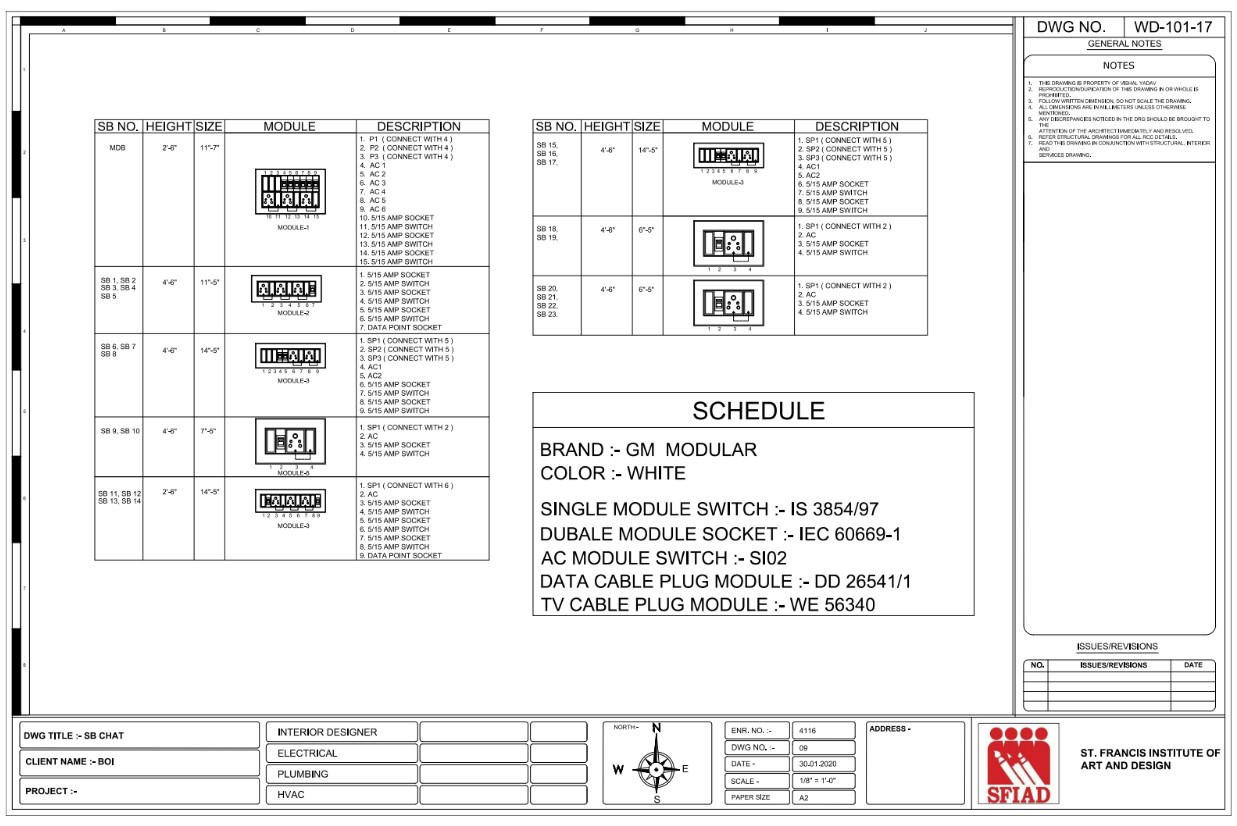 DWG NO. WD-101-17
GENERAL NOTES
NOTES
1. THIS DRAWING IS PROPERTY OF VISHAL YADAV
2. REPRODUCTION/DUPICATION OF THIS DRAWING IN OR WHOLE IS
PROHIBITED.
3. FOLLOW WRITTEN DIMENSION, DO NOT SCALE THE DRAWING.
4. ALL DIMENSIONS ARE IN MILLIMETERS UNLESS OTHERWISE
MENTIONED.
5. ANY DISCREPANCIES NOTICED IN THE DRG SHOULD BE BROUGHT TO
THE
ATTENTION OF THE ARCHITECT IMMEDIATELY AND RESOLVED.
6. REFER STRUCTURAL DRAWINGS FOR ALL RCC DETAILS.
7. READ THIS DRAWING IN CONJUNCTION WITH STRUCTURAL, INTERIOR
AND
SERVICES DRAWING.
A B C D E F G H I J
1
2
3
4
5
6
7
8
SB NO. HEIGHT SIZE MODULE DESCRIPTION
MDB 2'-6" 11"-7"
1 2 3 4 5 6 7 8 9
10 11 12 13 14 15
MODULE-1
1. P1 ( CONNECT WITH 4 )
2. P2 ( CONNECT WITH 4 )
3. P3 ( CONNECT WITH 4 )
4. AC 1
5. AC 2
6. AC 3
7. AC 4
8. AC 5
9. AC 6
10. 5/15 AMP SOCKET
11. 5/15 AMP SWITCH
12. 5/15 AMP SOCKET
13. 5/15 AMP SWITCH
14. 5/15 AMP SOCKET
15. 5/15 AMP SWITCH
SB 1, SB 2
SB 3, SB 4
SB 5
4'-6" 11"-5"
1 2 3 4 5 6 7
MODULE-2
1. 5/15 AMP SOCKET
2. 5/15 AMP SWITCH
3. 5/15 AMP SOCKET
4. 5/15 AMP SWITCH
5. 5/15 AMP SOCKET
6. 5/15 AMP SWITCH
7. DATA POINT SOCKET
SB 6, SB 7
SB 8
4'-6" 14"-5"
1 2 3 4 5 6 7 8 9
MODULE-3
1. SP1 ( CONNECT WITH 5 )
2. SP2 ( CONNECT WITH 5 )
3. SP3 ( CONNECT WITH 5 )
4. AC1
5. AC2
6. 5/15 AMP SOCKET
7. 5/15 AMP SWITCH
8. 5/15 AMP SOCKET
9. 5/15 AMP SWITCH
SB 9, SB 10 4'-6" 7"-5"
1 2 3 4
1. SP1 ( CONNECT WITH 2 )
2. AC
3. 5/15 AMP SOCKET
4. 5/15 AMP SWITCH
SB 11, SB 12
SB 13, SB 14
2'-6" 14"-5"
1 2 3 4 5 6 7 8 9
MODULE-3
1. SP1 ( CONNECT WITH 6 )
2. AC
3. 5/15 AMP SOCKET
4. 5/15 AMP SWITCH
5. 5/15 AMP SOCKET
6. 5/15 AMP SWITCH
7. 5/15 AMP SOCKET
8. 5/15 AMP SWITCH
9. DATA POINT SOCKET
SB NO. HEIGHT SIZE MODULE DESCRIPTION
SB 15,
SB 16,
SB 17,
4'-6" 14"-5"
1 2 3 4 5 6 7 8 9
MODULE-3
1. SP1 ( CONNECT WITH 5 )
2. SP2 ( CONNECT WITH 5 )
3. SP3 ( CONNECT WITH 5 )
4. AC1
5. AC2
6. 5/15 AMP SOCKET
7. 5/15 AMP SWITCH
8. 5/15 AMP SOCKET
9. 5/15 AMP SWITCH
SB 18,
SB 19,
4'-6" 6"-5"
1 2 3 4
1. SP1 ( CONNECT WITH 2 )
2. AC
3. 5/15 AMP SOCKET
4. 5/15 AMP SWITCH
SB 20,
SB 21,
SB 22,
SB 23.
4'-6" 6"-5"
1 2 3 4
1. SP1 ( CONNECT WITH 2 )
2. AC
3. 5/15 AMP SOCKET
4. 5/15 AMP SWITCH
SCHEDULE
BRAND :- GM MODULAR
COLOR :- WHITE
SINGLE MODULE SWITCH :- IS 3854/97
DUBALE MODULE SOCKET :- IEC 60669-1
AC MODULE SWITCH :- SI02
DATA CABLE PLUG MODULE :- DD 26541/1
TV CABLE PLUG MODULE :- WE 56340
ISSUES/REVISIONS
NO. ISSUES/REVISIONS DATE
DWG TITLE :- SB CHAT
CLIENT NAME :- BOI
PROJECT :-
INTERIOR DESIGNER
ELECTRICAL
PLUMBING
HVAC
NORTH:-
N
W E
S
ENR. NO. :- 4116
DWG NO. :- 09
DATE - 30-01-2020
SCALE - 1/8" = 1'-0"
PAPER SIZE A2
ADDRESS -
SFIAD
ST. FRANCIS INSTITUTE OF
ART AND DESIGN